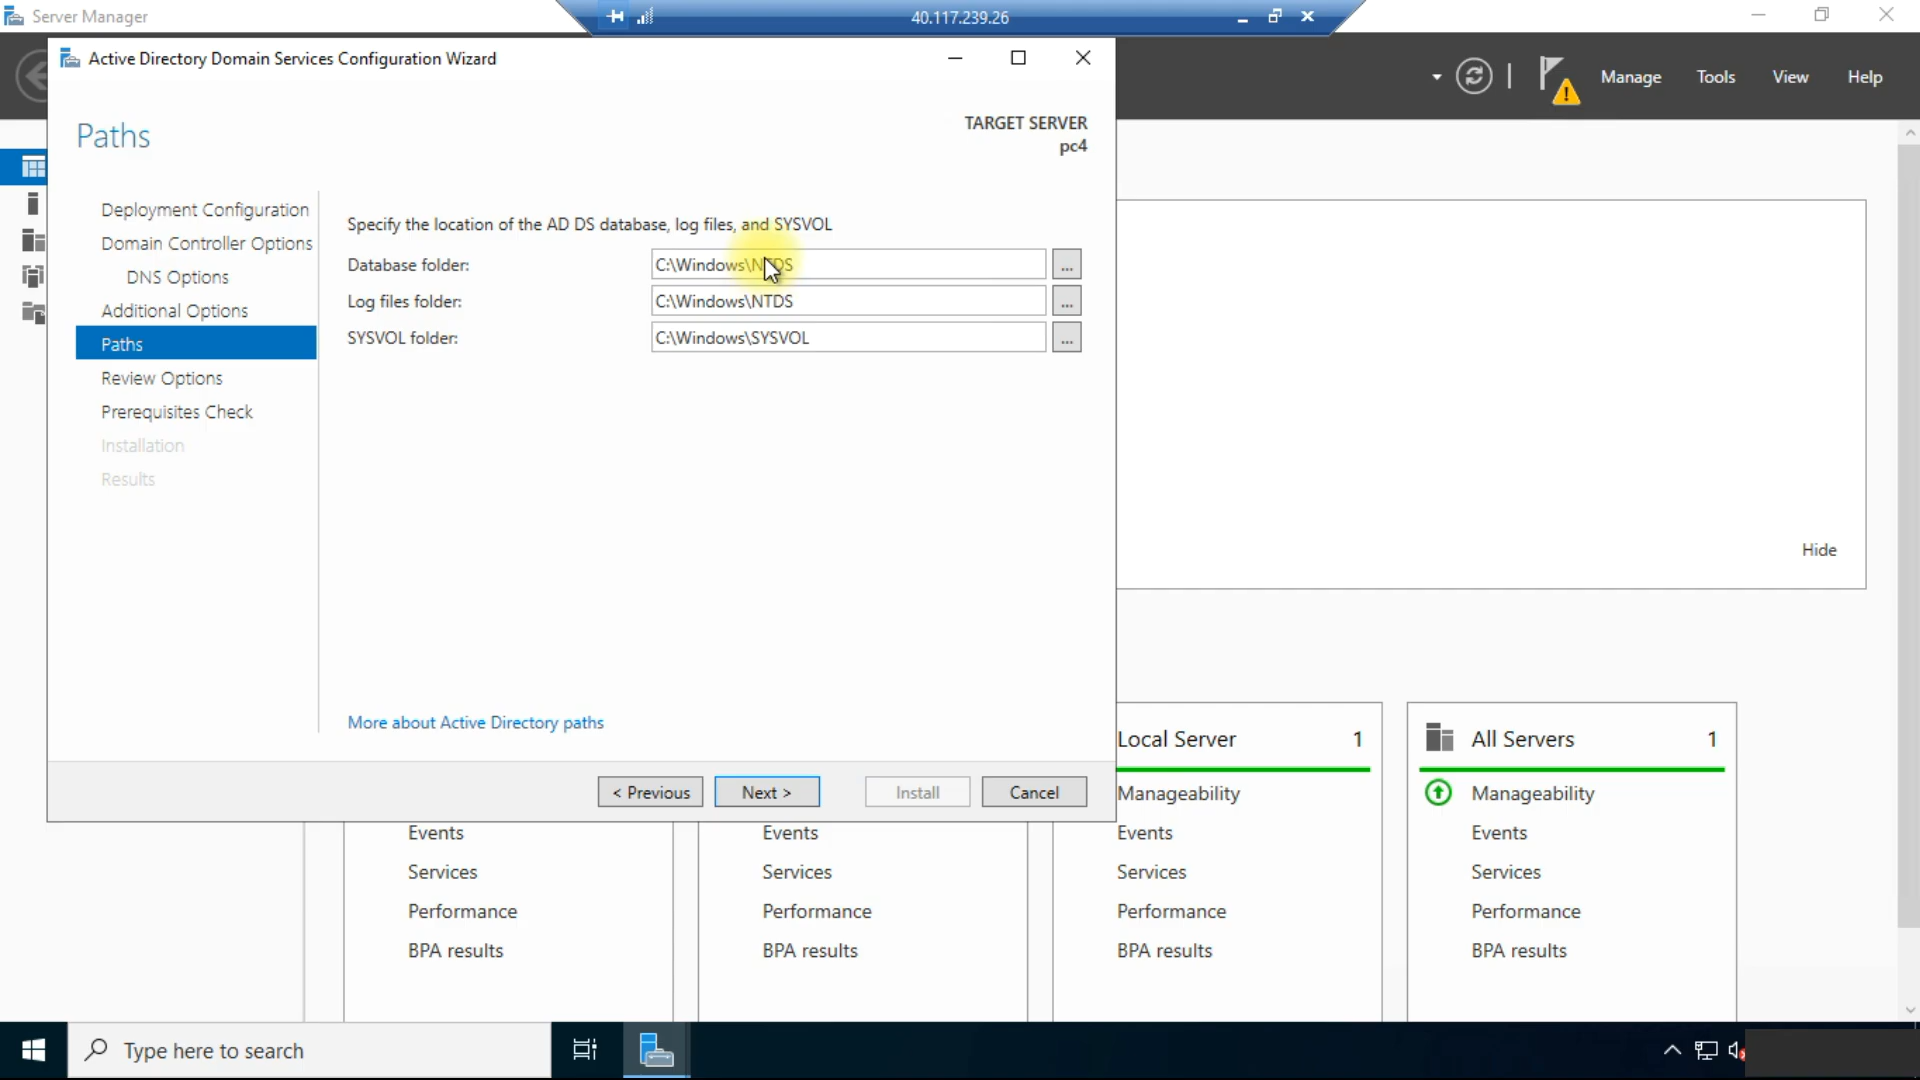 Server Manager
40.117.239.26
Active Directory Domain Services Configuration Wizard
Manage
Tools
View
Help
Paths
TARGET SERVER
pc4
Deployment Configuration
Domain Controller Options
DNS Options
Additional Options
Paths
Review Options
Prerequisites Check
Installation
Results
Specify the location of the AD DS database, log files, and SYSVOL
Database folder:
C:\Windows\NTDS
...
Log files folder:
C:\Windows\NTDS
...
SYSVOL folder:
C:\Windows\SYSVOL
...
More about Active Directory paths
< Previous
Next >
Install
Cancel
Hide
Events
Services
Performance
BPA results
Events
Services
Performance
BPA results
Local Server
1
Manageability
Events
Services
Performance
BPA results
All Servers
1
Manageability
Events
Services
Performance
BPA results
Type here to search